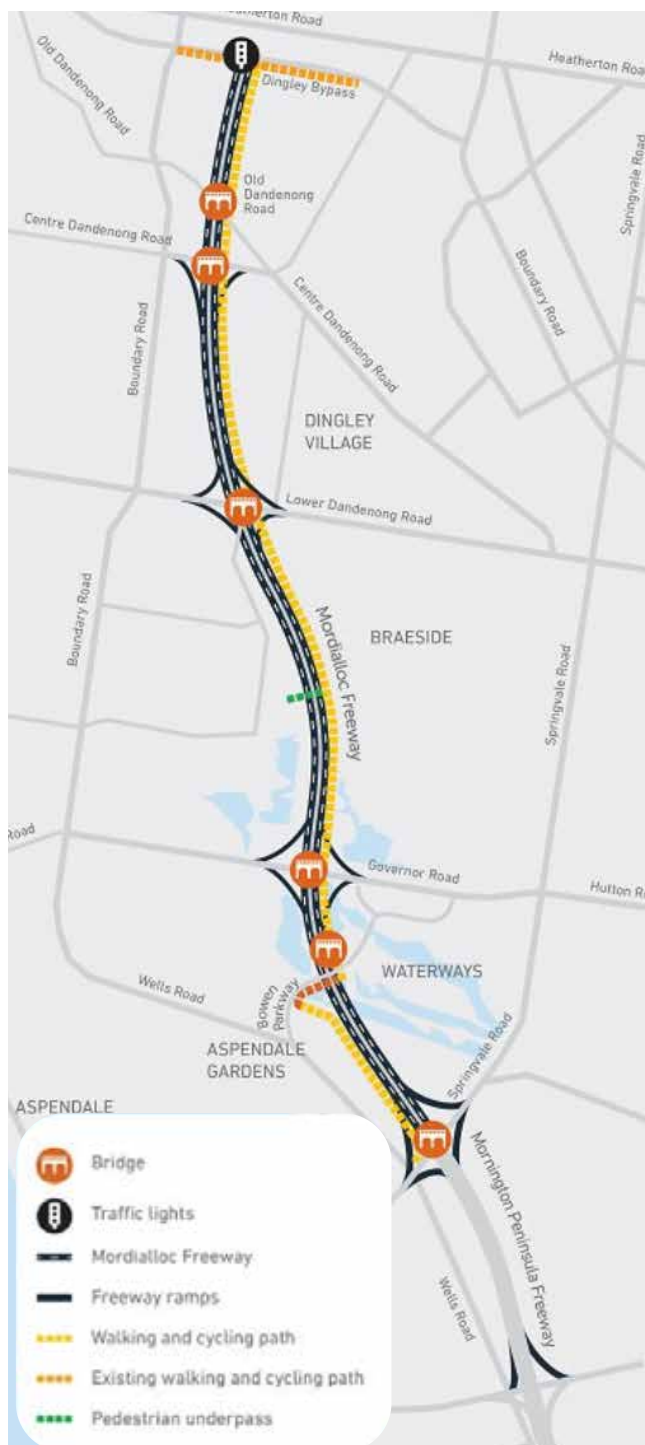 Heatherton Road
Heatherton Road
Old Dandenong Road
Dingley Bypass
Springvale Road
Old
Dandenong
Road
Centre Dandenong Road
Boundary Road
Centre Dandenong Road
Boundary Road
DINGLEY
VILLAGE
Lower Dandenong Road
Mordialloc Freeway
BRAESIDE
Boundary Road
Springvale Road
Road
Governor Road
Hutton R
Wells Road
Bowen
Parkway
WATERWAYS
ASPENDALE
GARDENS
Springvale Road
ASPENDALE
Mornington Peninsula Freeway
Wells Road
Bridge
Traffic lights
Mordialloc Freeway
Freeway ramps
Walking and cycling path
Existing walking and cycling path
Pedestrian underpass